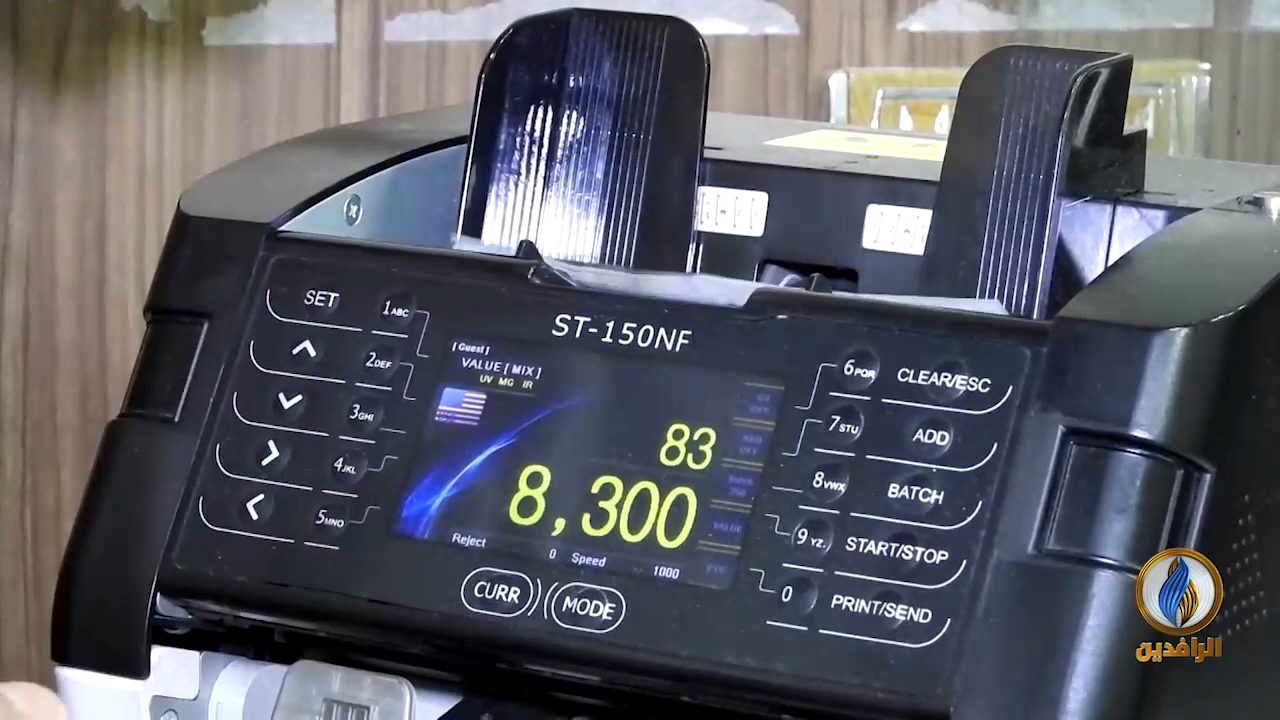 ST-150NF
SET
1ABC
2DEF
3GHI
4JKL
5MNO
[ Guest ]
VALUE [ MIX ]
UV MG IR
83
8,300
Reject
0
Speed
1000
VALUE
CURR
MODE
6PQR
CLEAR/ESC
7STU
ADD
8VWX
BATCH
9YZ.
START/STOP
0
PRINT/SEND
الرافدين